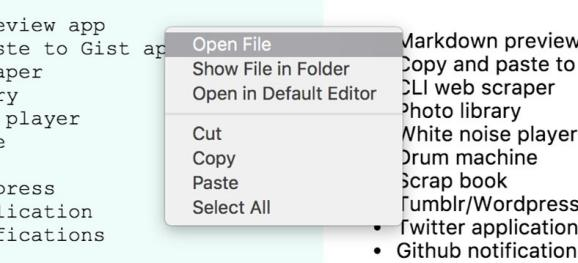 eview app
ste to Gist ap
aper
ry
player
e
press
lication
fications
Open File
Show File in Folder
Open in Default Editor
Cut
Copy
Paste
Select All
Markdown preview
Copy and paste to
CLI web scraper
Photo library
White noise player
Drum machine
Scrap book
Tumblr/Wordpress
• Twitter application
• Github notification